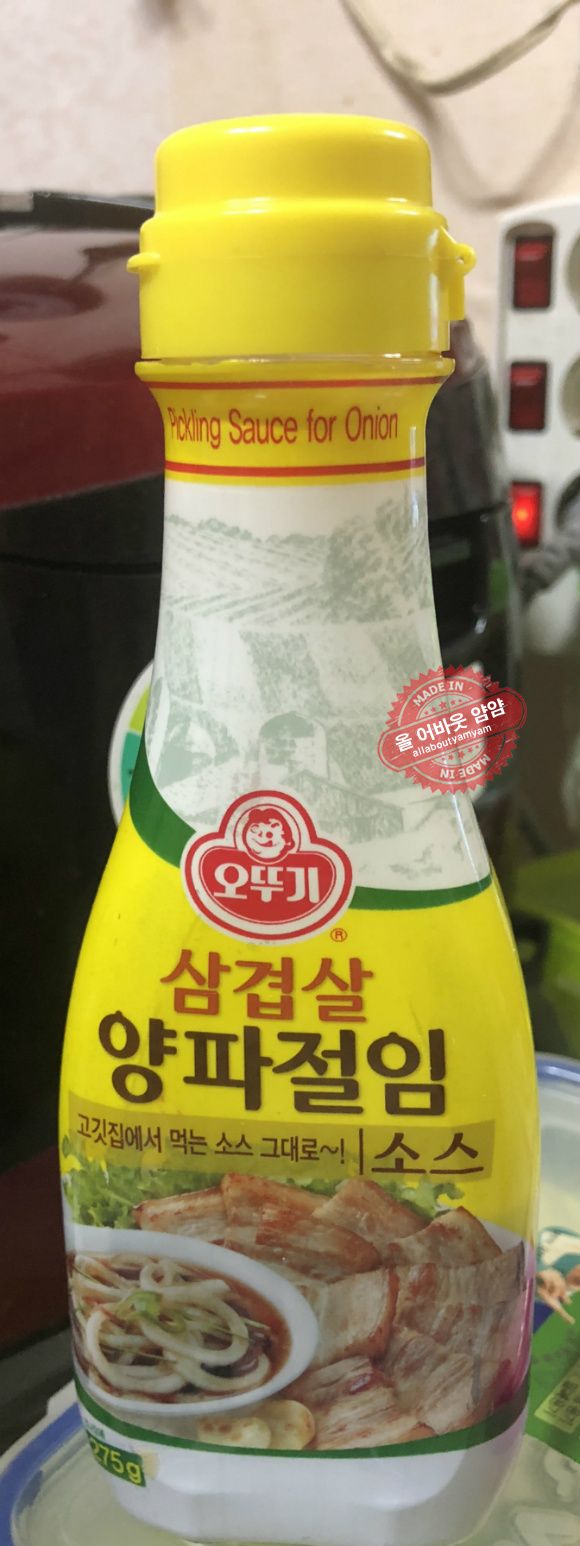 Pickling Sauce for Onion
MADE IN
올 어바웃 얌얌
allaboutyamyam
MADE IN
오뚜기
®
삼겹살
양파절임
고깃집에서 먹는 소스 그대로~!
소스
275g